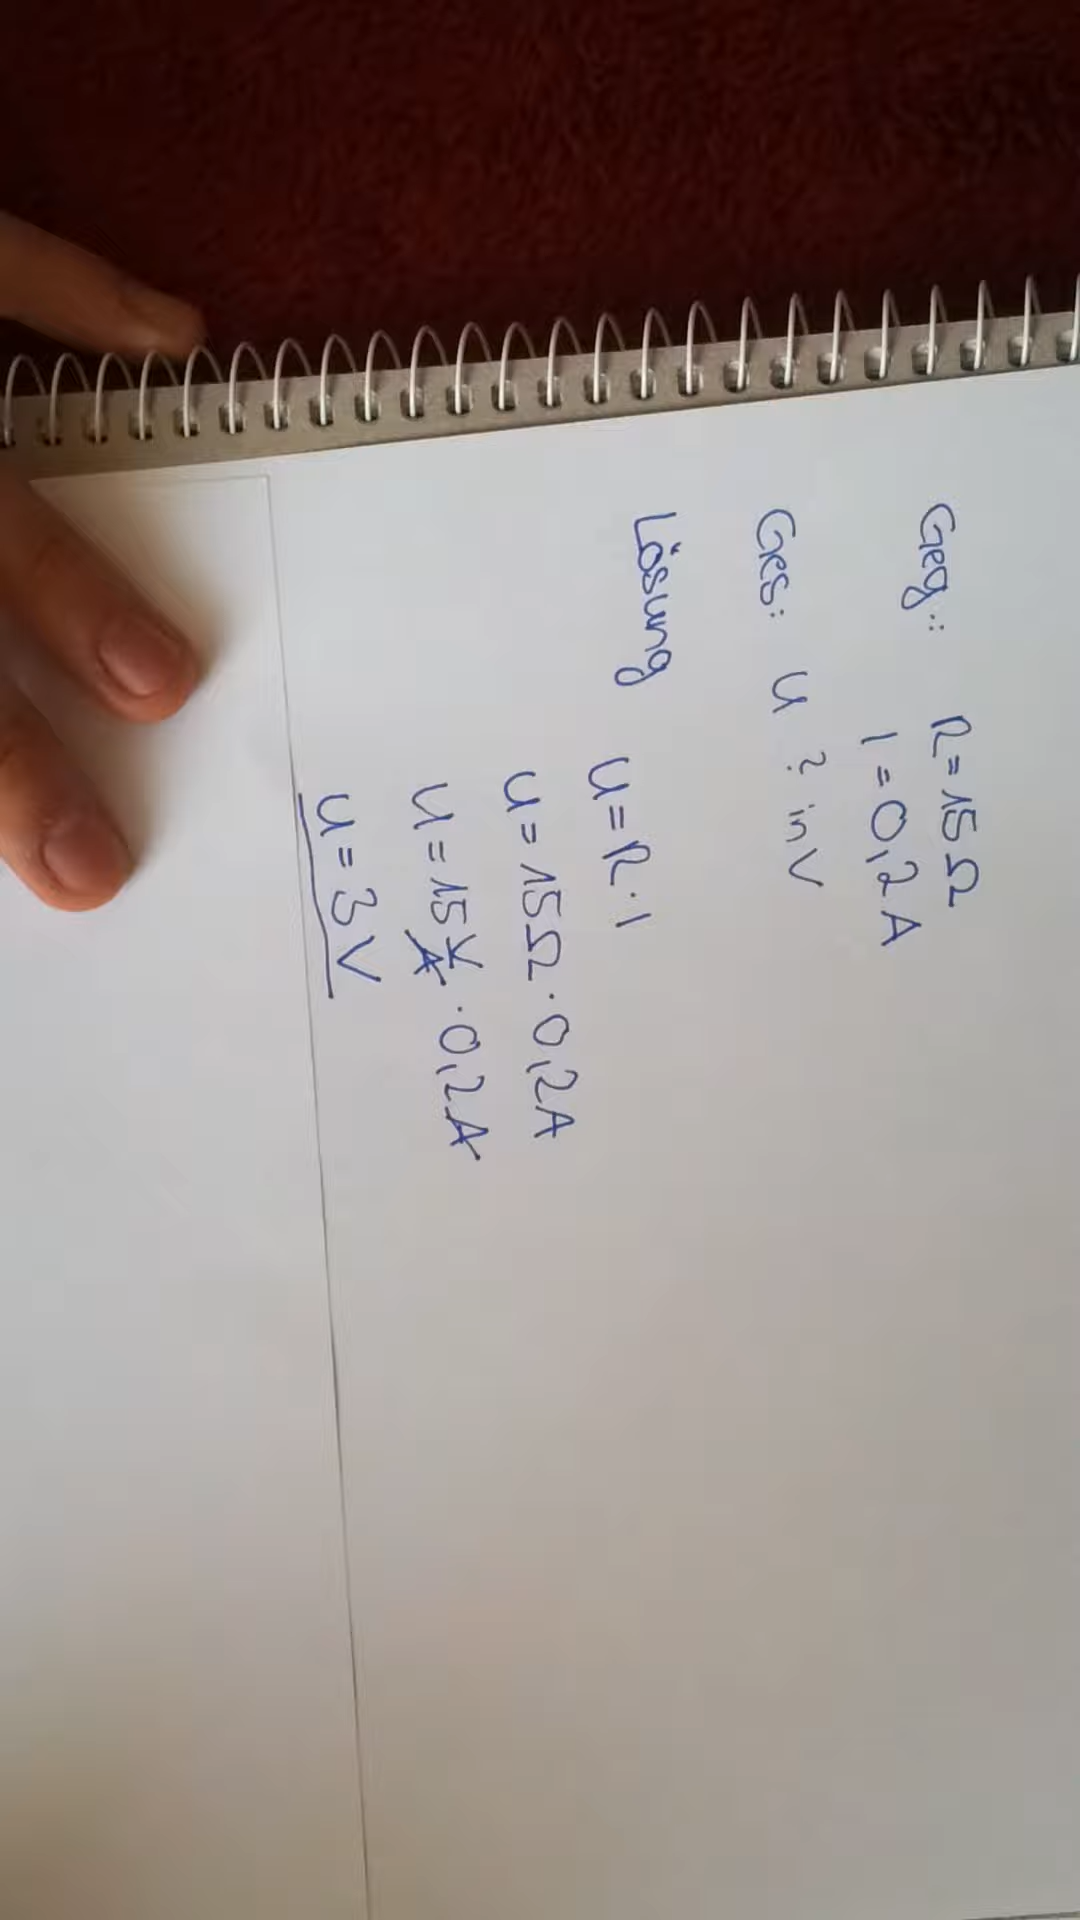 Geg.: R = 15 Ω
I = 0,2 A
Ges: U ? in V
Lösung U = R · I
U = 15 Ω · 0,2 A
U = 15 V/A · 0,2 A
U = 3 V